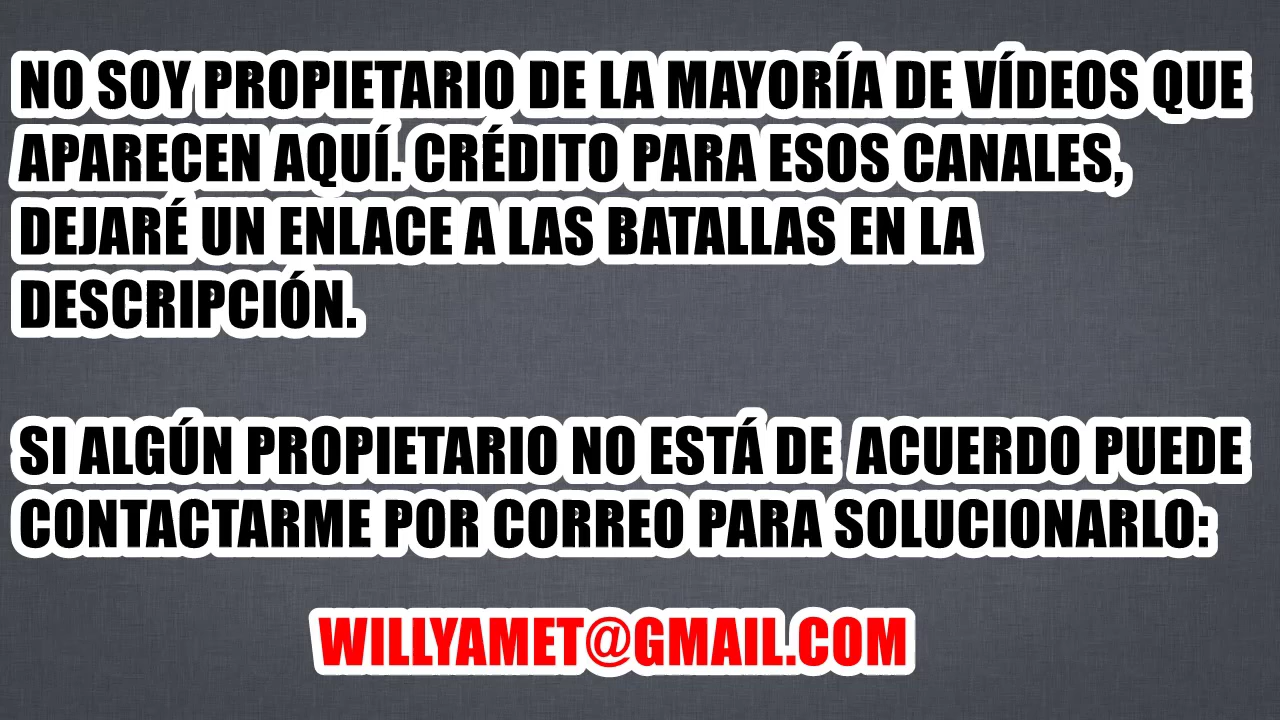 NO SOY PROPIETARIO DE LA MAYORÍA DE VÍDEOS QUE
APARECEN AQUÍ. CRÉDITO PARA ESOS CANALES,
DEJARÉ UN ENLACE A LAS BATALLAS EN LA
DESCRIPCIÓN.
SI ALGÚN PROPIETARIO NO ESTÁ DE ACUERDO PUEDE
CONTACTARME POR CORREO PARA SOLUCIONARLO:
WILLYAMET@GMAIL.COM